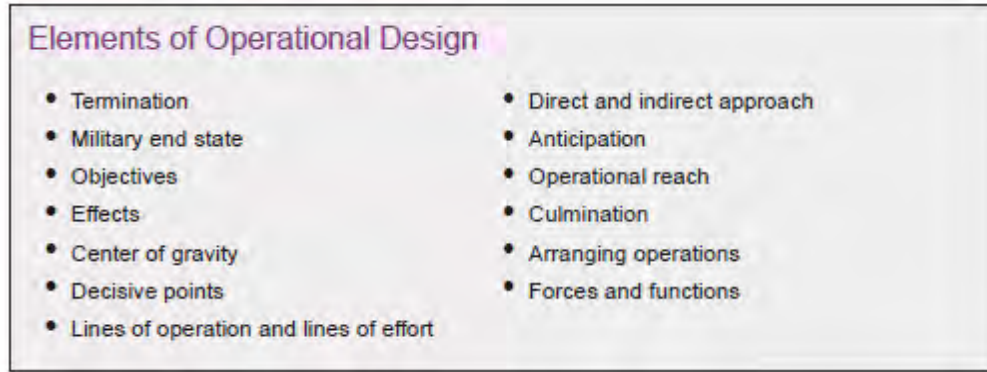 Elements of Operational Design
• Termination
• Military end state
• Objectives
• Effects
• Center of gravity
• Decisive points
• Lines of operation and lines of effort
• Direct and indirect approach
• Anticipation
• Operational reach
• Culmination
• Arranging operations
• Forces and functions